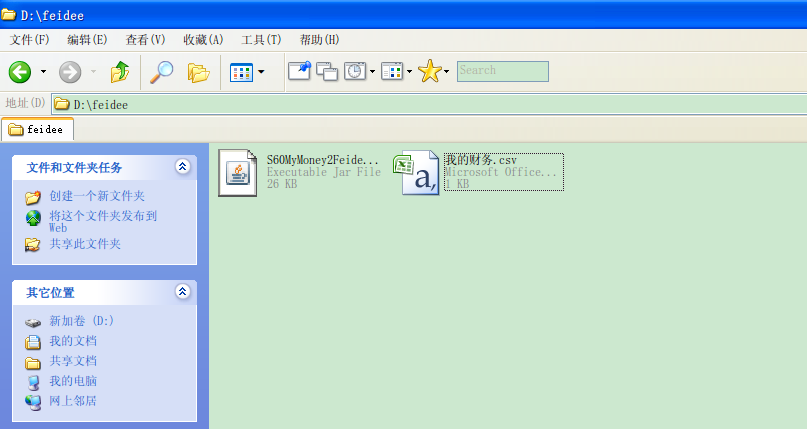 D:\feidee
文件(F) 编辑(E) 查看(V) 收藏(A) 工具(T) 帮助(H)
Search
地址(D) D:\feidee
feidee
文件和文件夹任务
创建一个新文件夹
将这个文件夹发布到
Web
共享此文件夹
其它位置
新加卷 (D:)
我的文档
共享文档
我的电脑
网上邻居
S60MyMoney2Feide...
Executable Jar File
26 KB
我的财务.csv
Microsoft Office...
1 KB